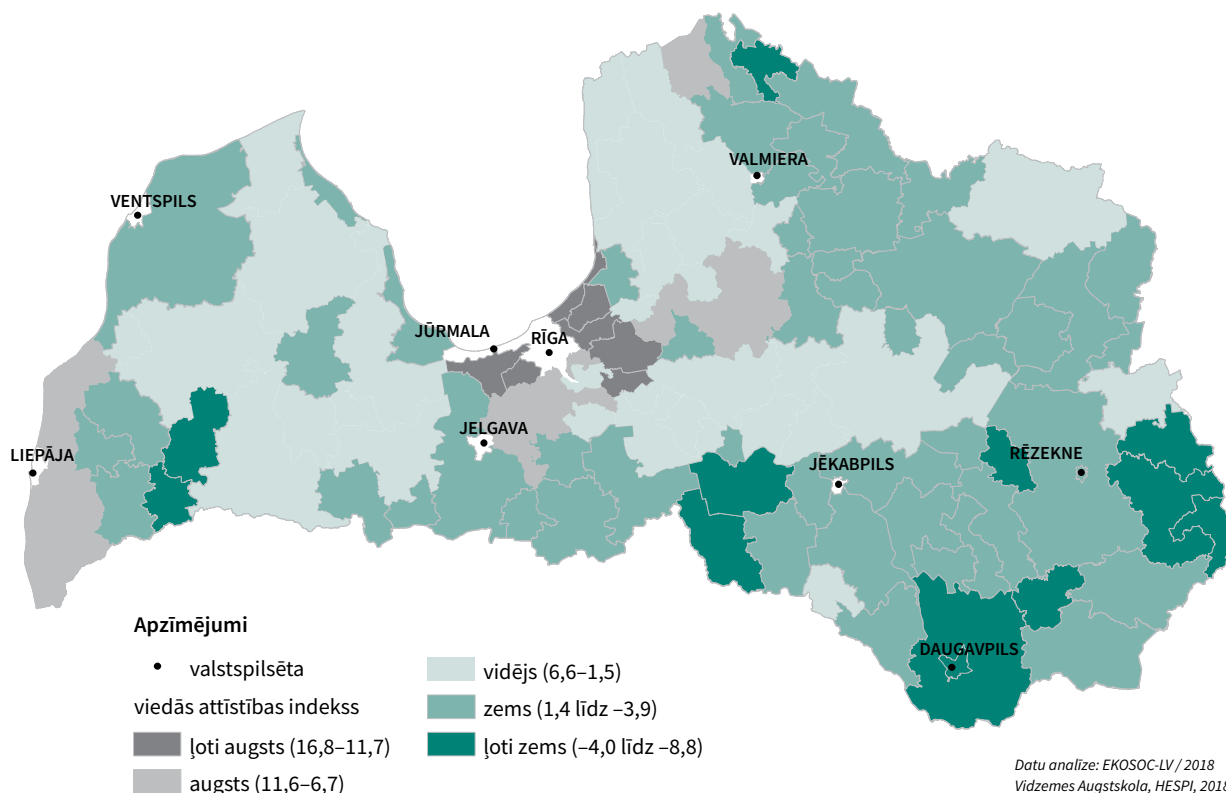 VALMIERA
VENTSPILS
JŪRMALA
RĪGA
JELGAVA
LIEPĀJA
JĒKABPILS
RĒZEKNE
DAUGAVPILS
Apzīmējumi
valstspilsēta
viedās attīstības indekss
ļoti augsts (16,8–11,7)
augsts (11,6–6,7)
vidējs (6,6–1,5)
zems (1,4 līdz –3,9)
ļoti zems (–4,0 līdz –8,8)
Datu analīze: EKOSOC-LV / 2018
Vidzemes Augstskola, HESPI, 2018